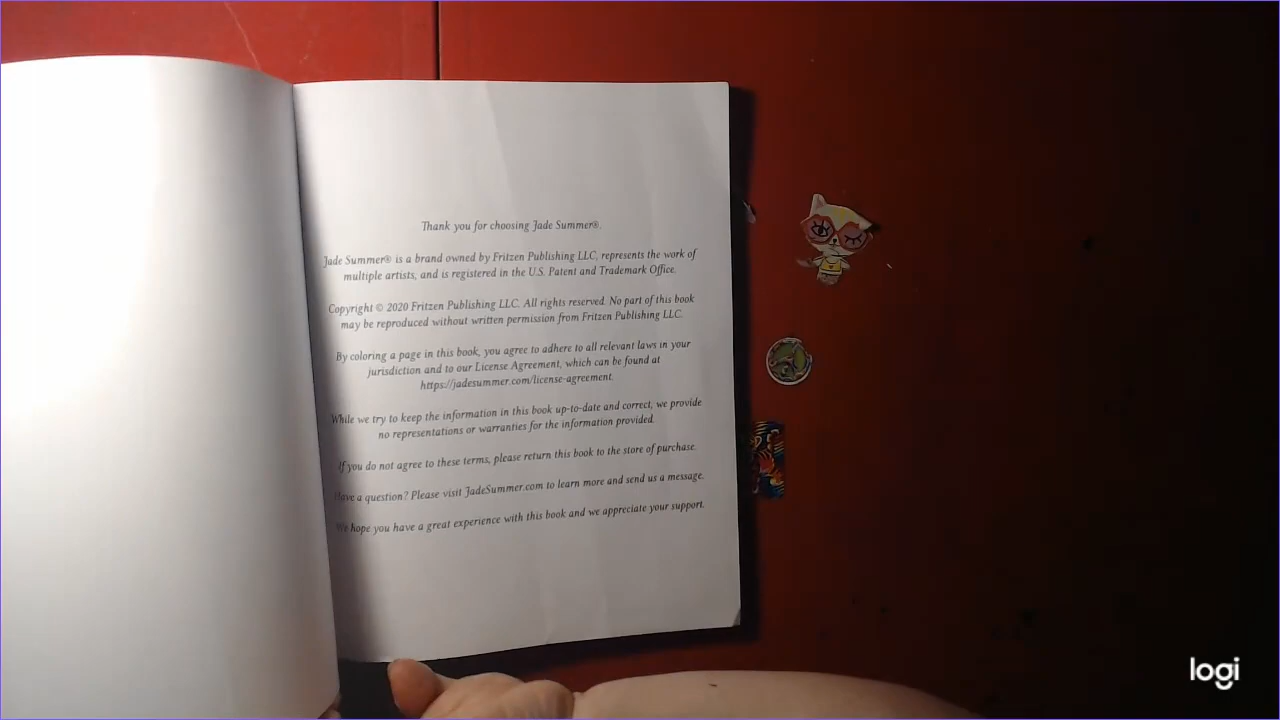 Thank you for choosing Jade Summer®.
Jade Summer® is a brand owned by Fritzen Publishing LLC, represents the work of
multiple artists, and is registered in the U.S. Patent and Trademark Office.
Copyright © 2020 Fritzen Publishing LLC. All rights reserved. No part of this book
may be reproduced without written permission from Fritzen Publishing LLC.
By coloring a page in this book, you agree to adhere to all relevant laws in your
jurisdiction and to our License Agreement, which can be found at
https://jadesummer.com/license-agreement.
While we try to keep the information in this book up-to-date and correct, we provide
no representations or warranties for the information provided.
If you do not agree to these terms, please return this book to the store of purchase.
Have a question? Please visit JadeSummer.com to learn more and send us a message.
We hope you have a great experience with this book and we appreciate your support.
logi